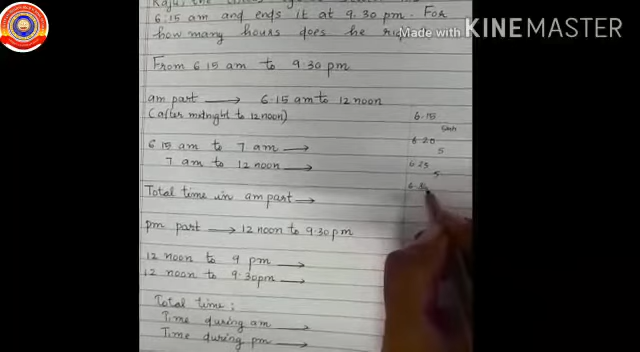 6.15 am and ends it at 9.30 pm. For
how many hours does he
Made with KINEMASTER
From 6.15 am to 9.30 pm
am part → 6.15 am to 12 noon
(after midnight to 12 noon)
6.15 am to 7 am →
7 am to 12 noon →
Total time in am part →
pm part → 12 noon to 9.30 pm
12 noon to 9 pm →
12 noon to 9.30 pm →
Total time :
Time during am →
Time during pm →
6.15
5min
6.20
5
6.25
5